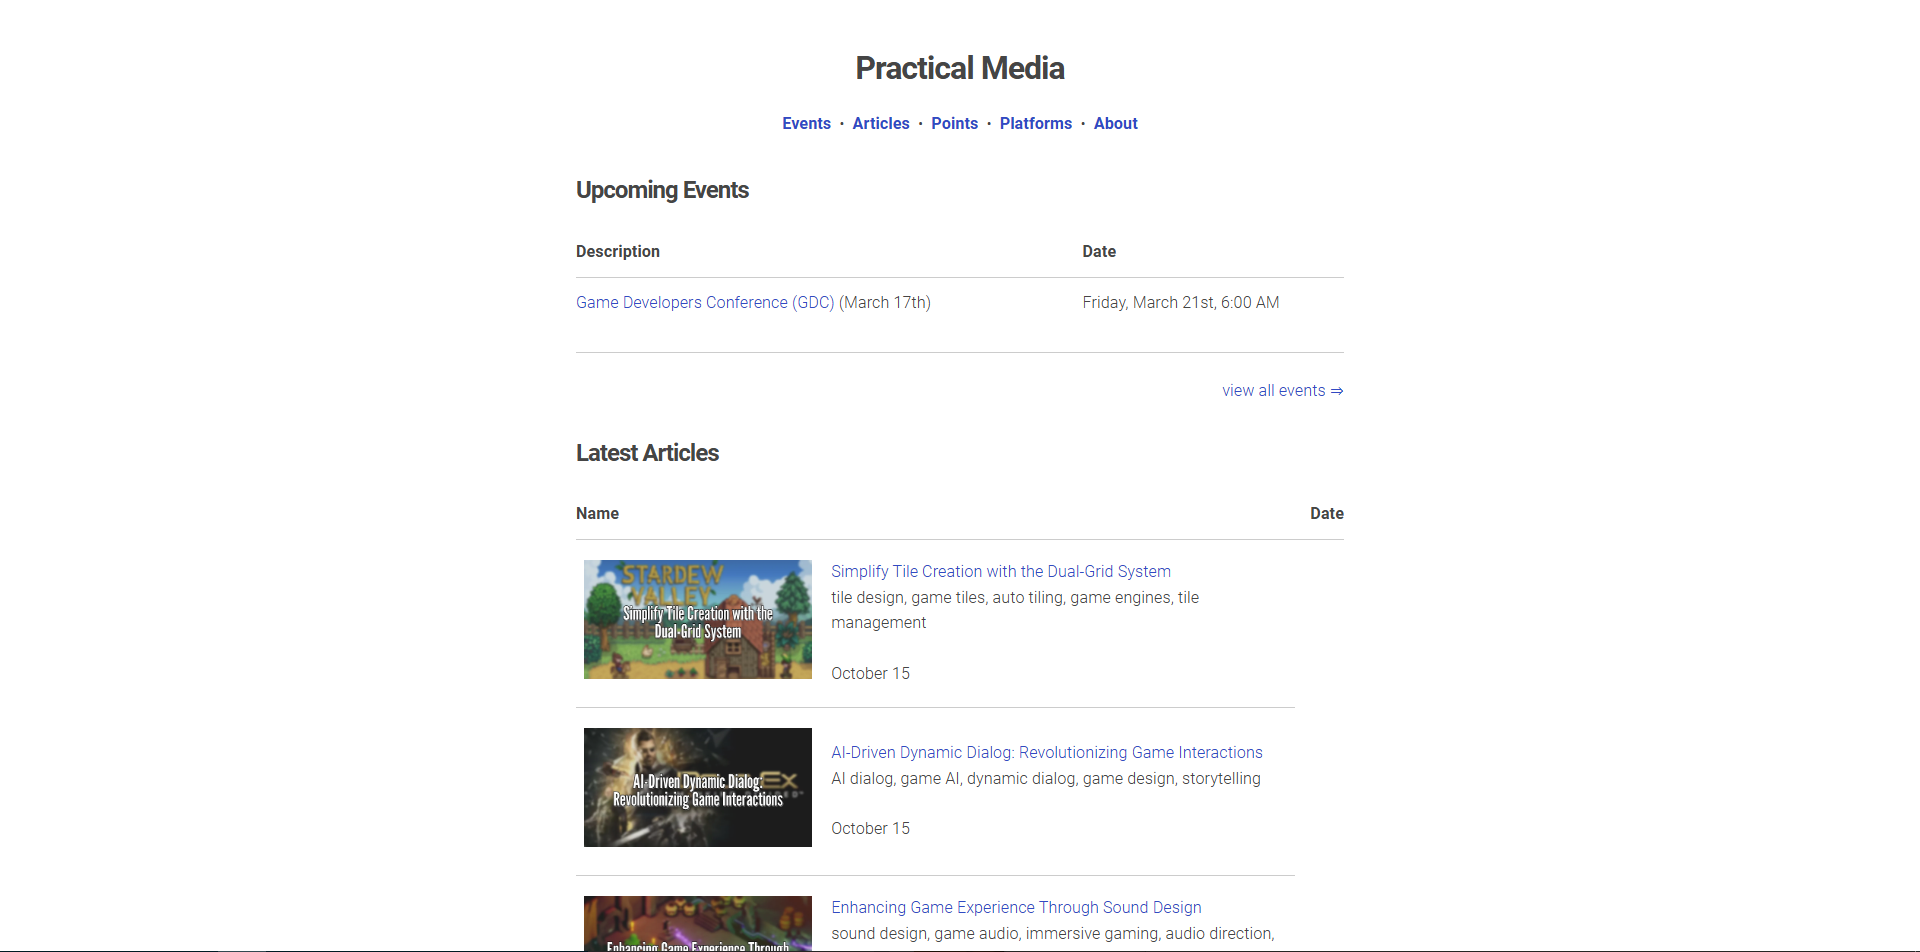 Practical Media
Events • Articles • Points • Platforms • About
Upcoming Events
Description Date
Game Developers Conference (GDC) (March 17th) Friday, March 21st, 6:00 AM
view all events ⇒
Latest Articles
Name Date
STARDEW
VALLEY
Simplify Tile Creation with the
Dual-Grid System
Simplify Tile Creation with the Dual-Grid System
tile design, game tiles, auto tiling, game engines, tile
management
October 15
AI-Driven Dynamic Dialog:
Revolutionizing Game Interactions
AI-Driven Dynamic Dialog: Revolutionizing Game Interactions
AI dialog, game AI, dynamic dialog, game design, storytelling
October 15
Enhancing Game Experience Through
Enhancing Game Experience Through Sound Design
sound design, game audio, immersive gaming, audio direction,